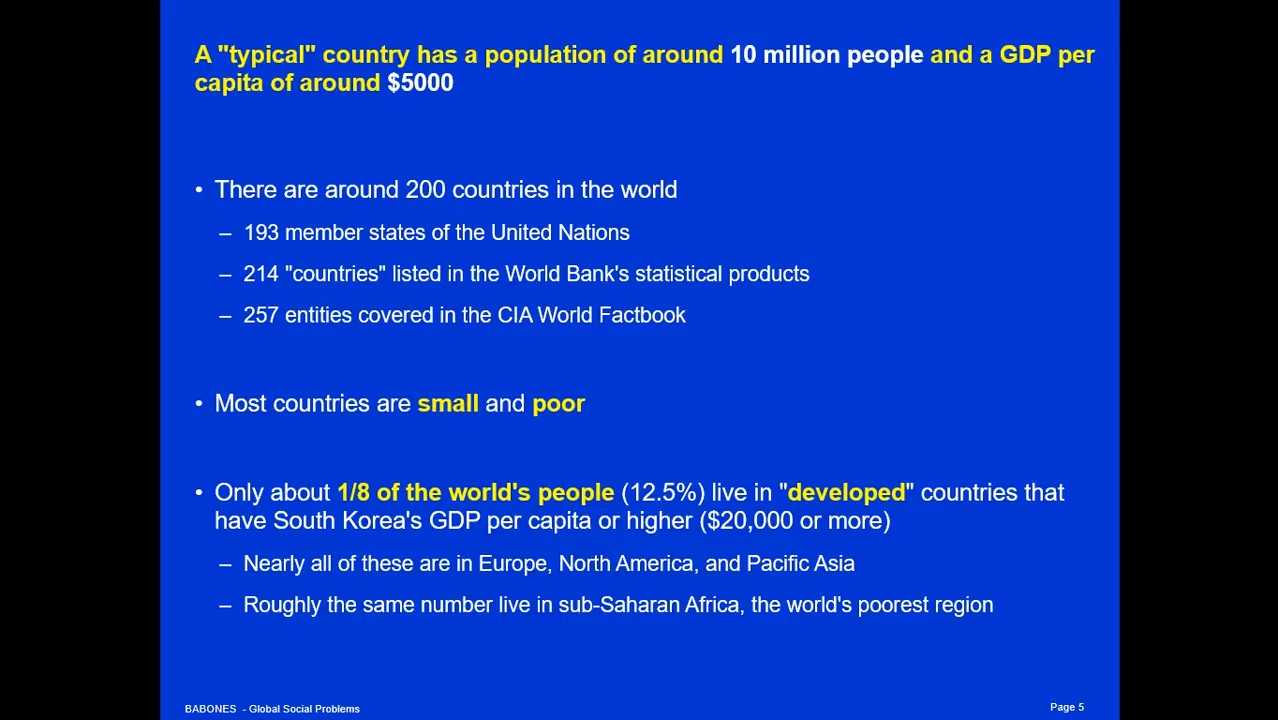 A "typical" country has a population of around 10 million people and a GDP per
capita of around $5000
• There are around 200 countries in the world
– 193 member states of the United Nations
– 214 "countries" listed in the World Bank's statistical products
– 257 entities covered in the CIA World Factbook
• Most countries are small and poor
• Only about 1/8 of the world's people (12.5%) live in "developed" countries that
have South Korea's GDP per capita or higher ($20,000 or more)
– Nearly all of these are in Europe, North America, and Pacific Asia
– Roughly the same number live in sub-Saharan Africa, the world's poorest region
BABONES - Global Social Problems
Page 5